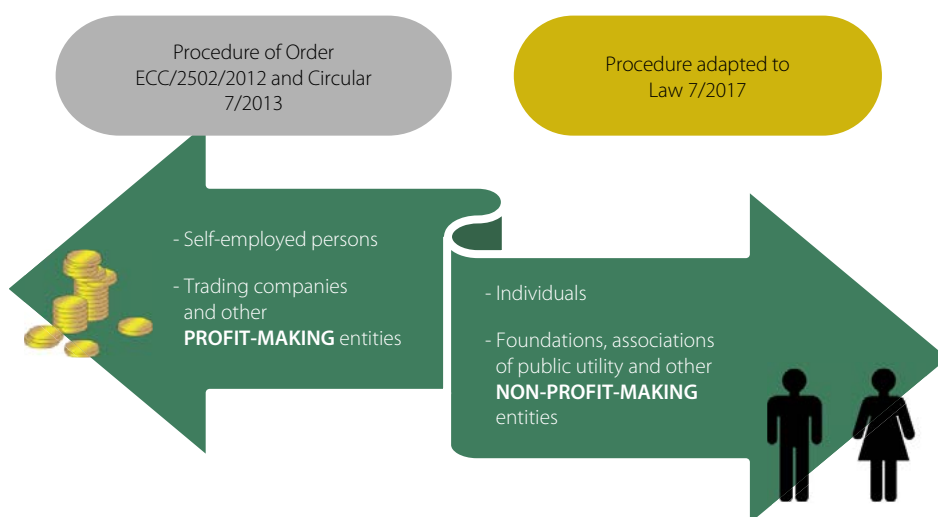 Procedure of Order
ECC/2502/2012 and Circular
7/2013
Procedure adapted to
Law 7/2017
- Self-employed persons
- Trading companies
and other
PROFIT-MAKING entities
- Individuals
- Foundations, associations
of public utility and other
NON-PROFIT-MAKING
entities